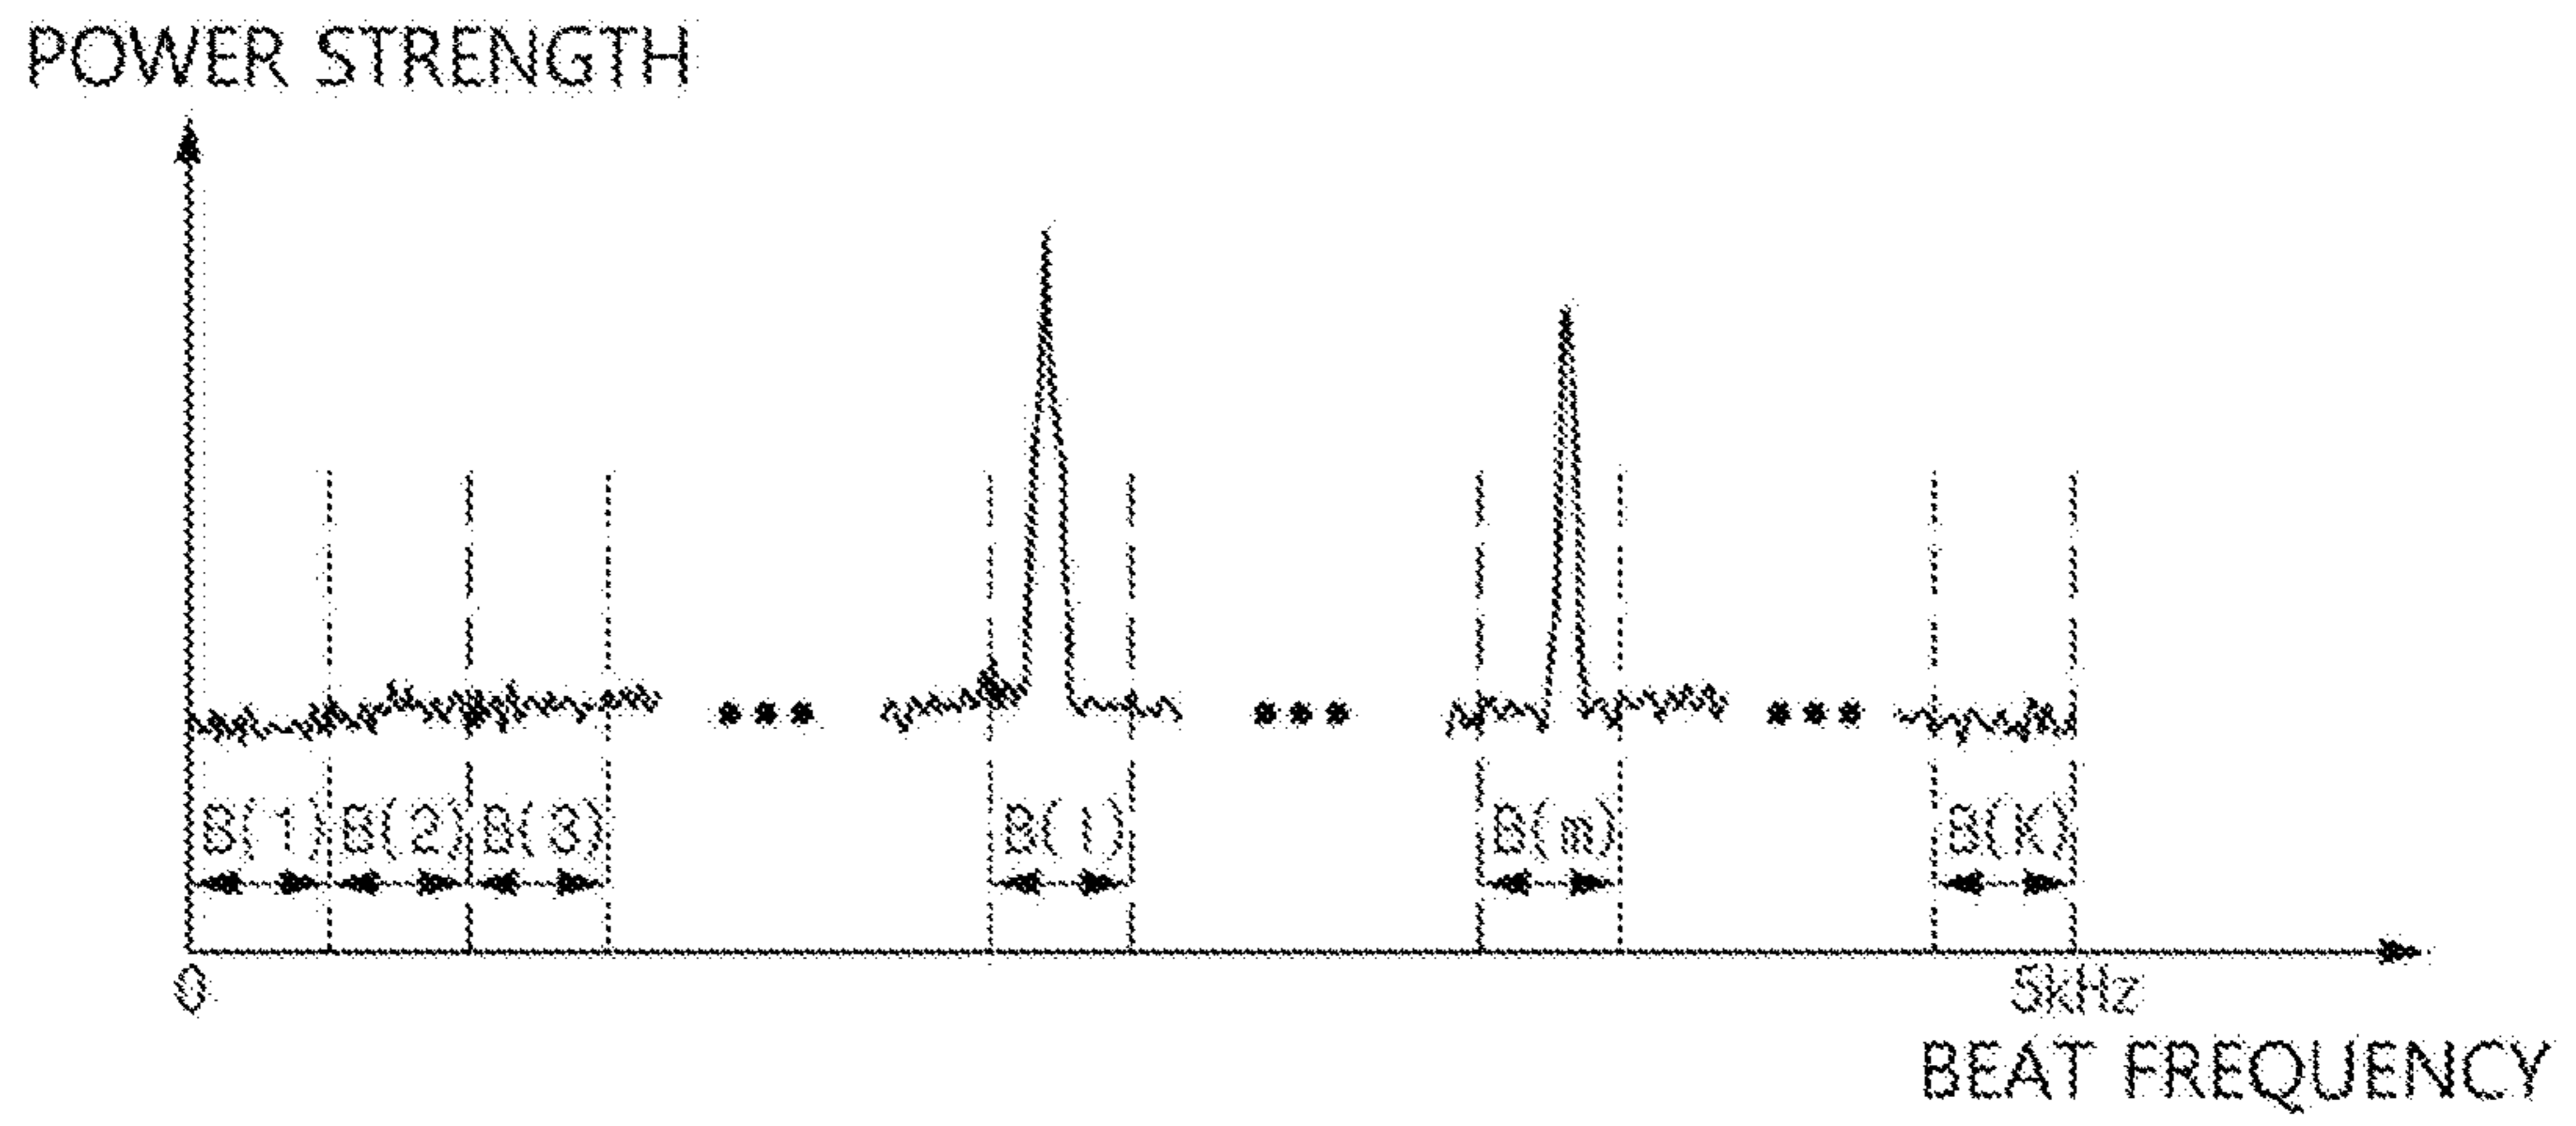 POWER STRENGTH
B(1) B(2) B(3) B(i) B(m) B(K)
0 5kHz
BEAT FREQUENCY